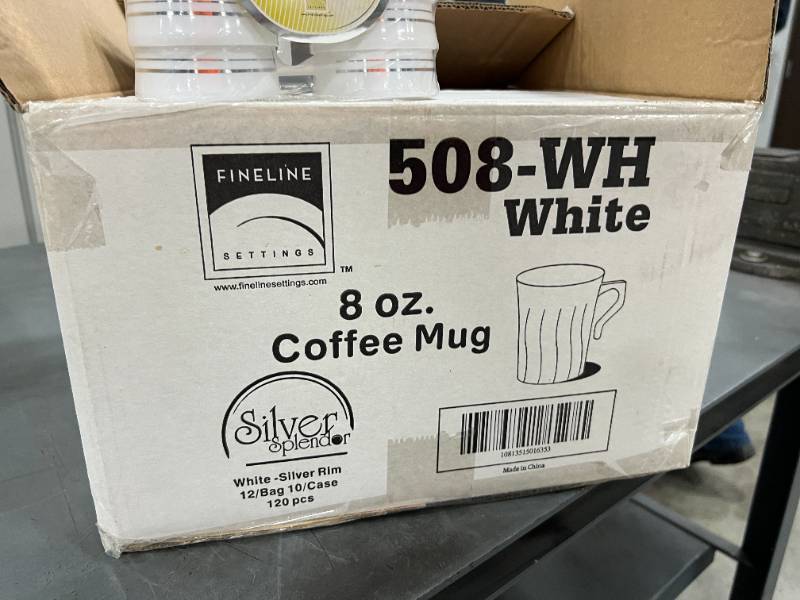 FINELINE
SETTINGS
TM
www.finelinesettings.com
508-WH
White
8 oz.
Coffee Mug
Silver
Splendor
White -Silver Rim
12/Bag 10/Case
120 pcs
10813515016353
Made in China